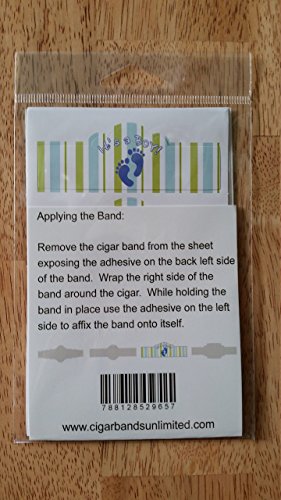 It's a Boy!
Applying the Band:
Remove the cigar band from the sheet
exposing the adhesive on the back left side
of the band. Wrap the right side of the
band around the cigar. While holding the
band in place use the adhesive on the left
side to affix the band onto itself.
788128529657
www.cigarbandsunlimited.com